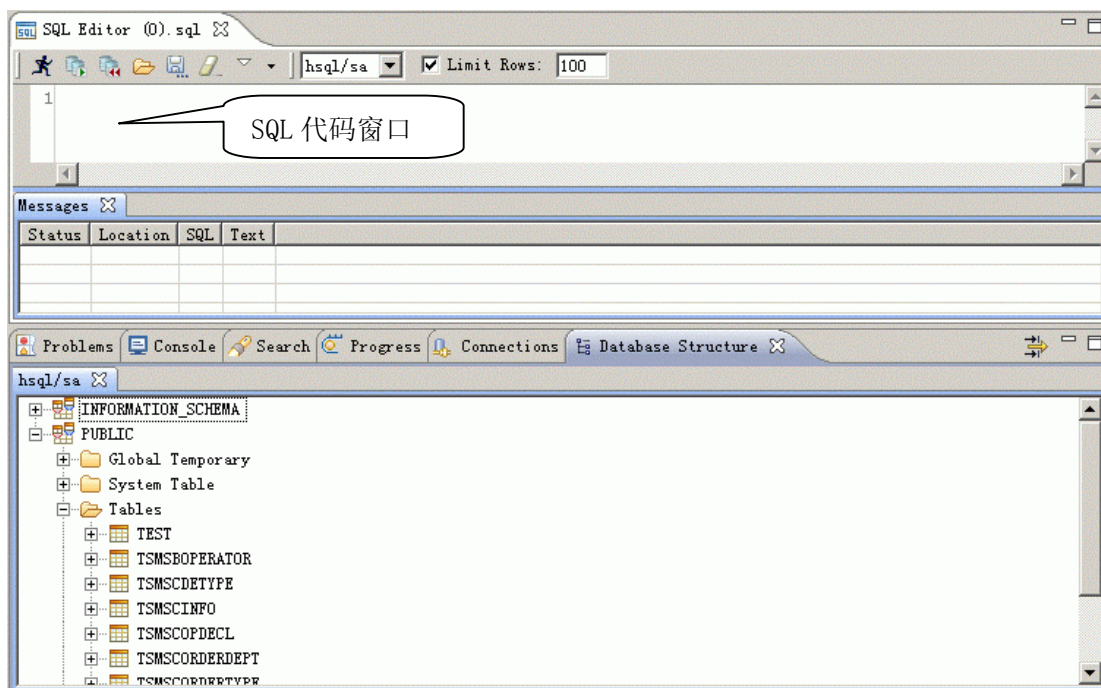 SQL Editor (0).sql
hsql/sa Limit Rows: 100
1
SQL 代码窗口
Messages
Status Location SQL Text
Problems Console Search Progress Connections Database Structure
hsql/sa
INFORMATION_SCHEMA
PUBLIC
Global Temporary
System Table
Tables
TEST
TSMSBOPERATOR
TSMSCDETYPE
TSMSCINFO
TSMSCOPDECL
TSMSCORDERDEPT
TSMSCORDERTYPE